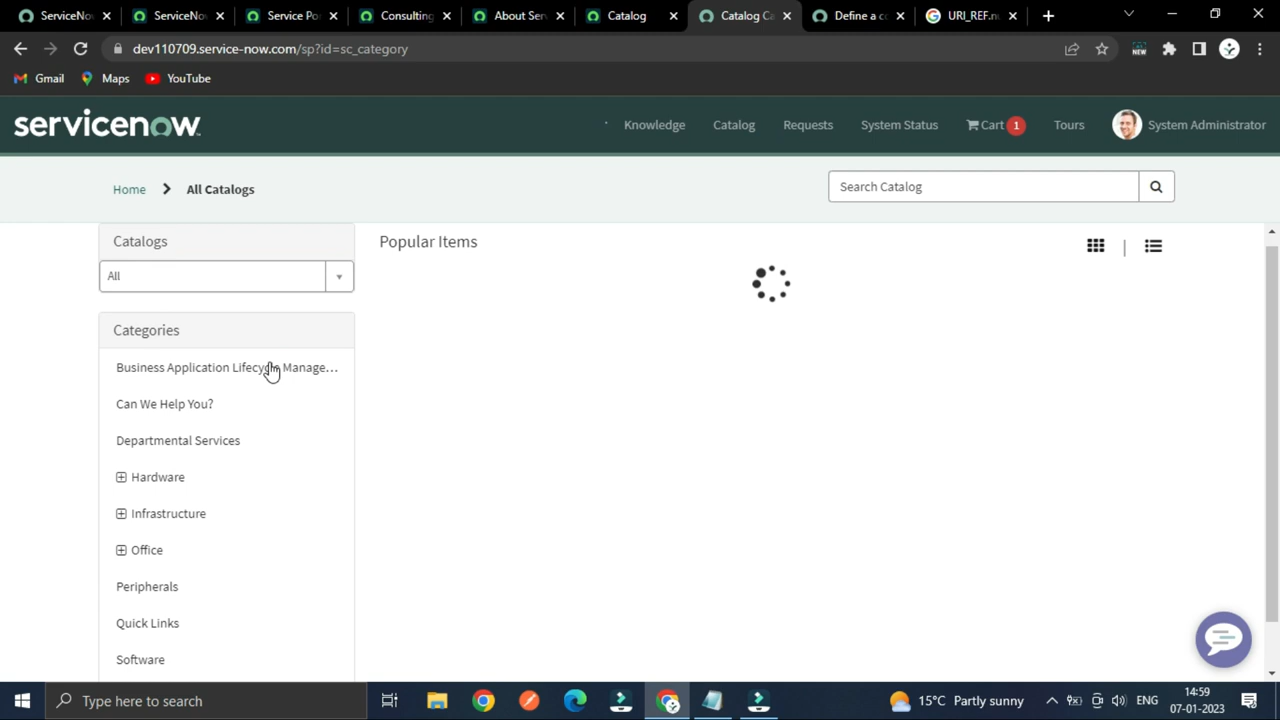 ServiceNo
ServiceNov
Service Po
Consulting
About Ser
Catalog
Catalog Ca
Define a c
URI_REF.n
dev110709.service-now.com/sp?id=sc_category
NEW
Gmail
Maps
YouTube
servicenow
Knowledge
Catalog
Requests
System Status
Cart 1
Tours
System Administrator
Home
All Catalogs
Search Catalog
Catalogs
Popular Items
All
Categories
Business Application Lifecycle Manage...
Can We Help You?
Departmental Services
Hardware
Infrastructure
Office
Peripherals
Quick Links
Software
Type here to search
15°C Partly sunny
ENG
14:59
07-01-2023